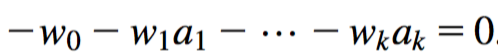 −w₀ − w₁a₁ − ⋯ − wₖaₖ = 0.